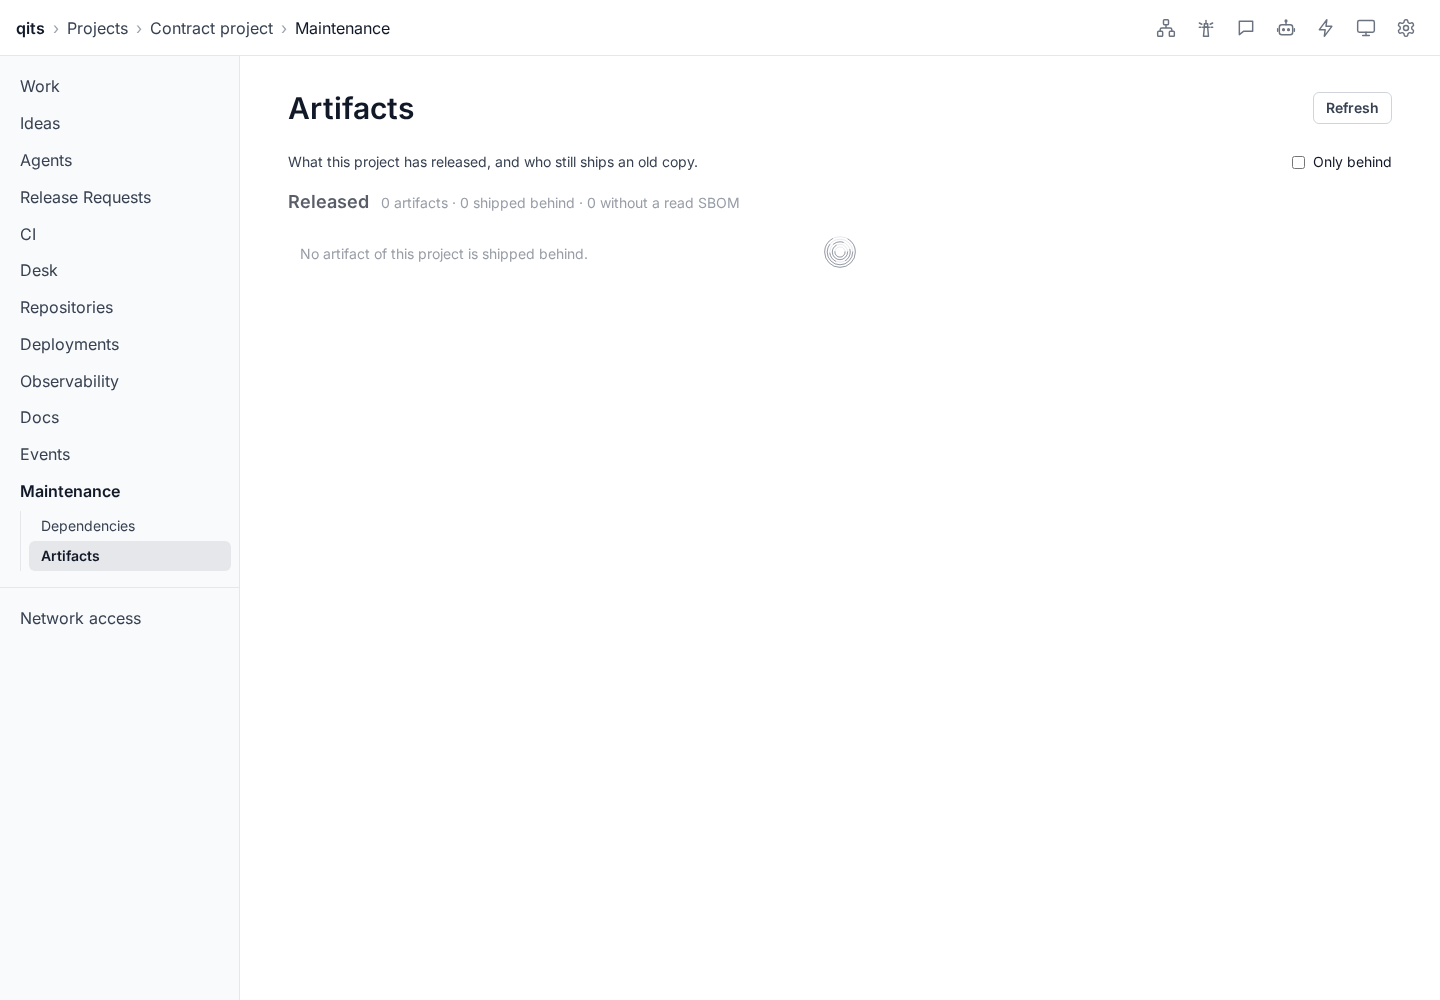 qits › Projects › Contract project › Maintenance
Work
Ideas
Agents
Release Requests
CI
Desk
Repositories
Deployments
Observability
Docs
Events
Maintenance
Dependencies
Artifacts
Network access
Artifacts
Refresh
What this project has released, and who still ships an old copy.
Only behind
Released 0 artifacts · 0 shipped behind · 0 without a read SBOM
No artifact of this project is shipped behind.